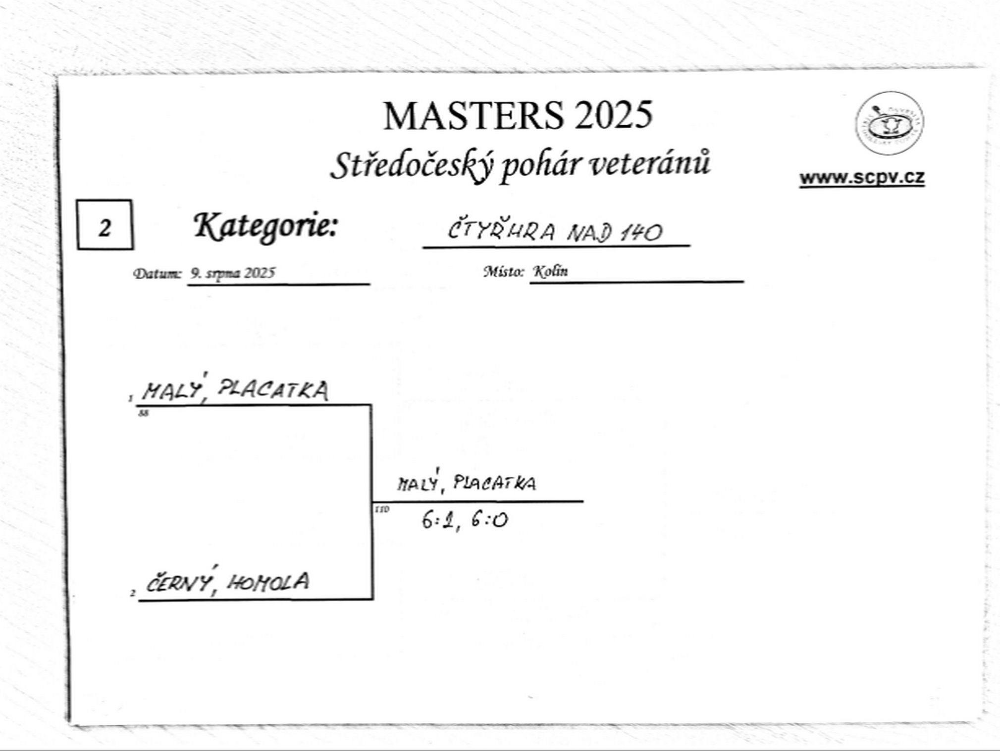 MASTERS 2025
Středočeský pohár veteránů
www.scpv.cz
2
Kategorie: ČTYŘHRA NAD 140
Datum: 9. srpna 2025 Místo: Kolín
1 MALÝ, PLACATKA
88
MALÝ, PLACATKA
110
6:1, 6:0
2 ČERNÝ, HOMOLA